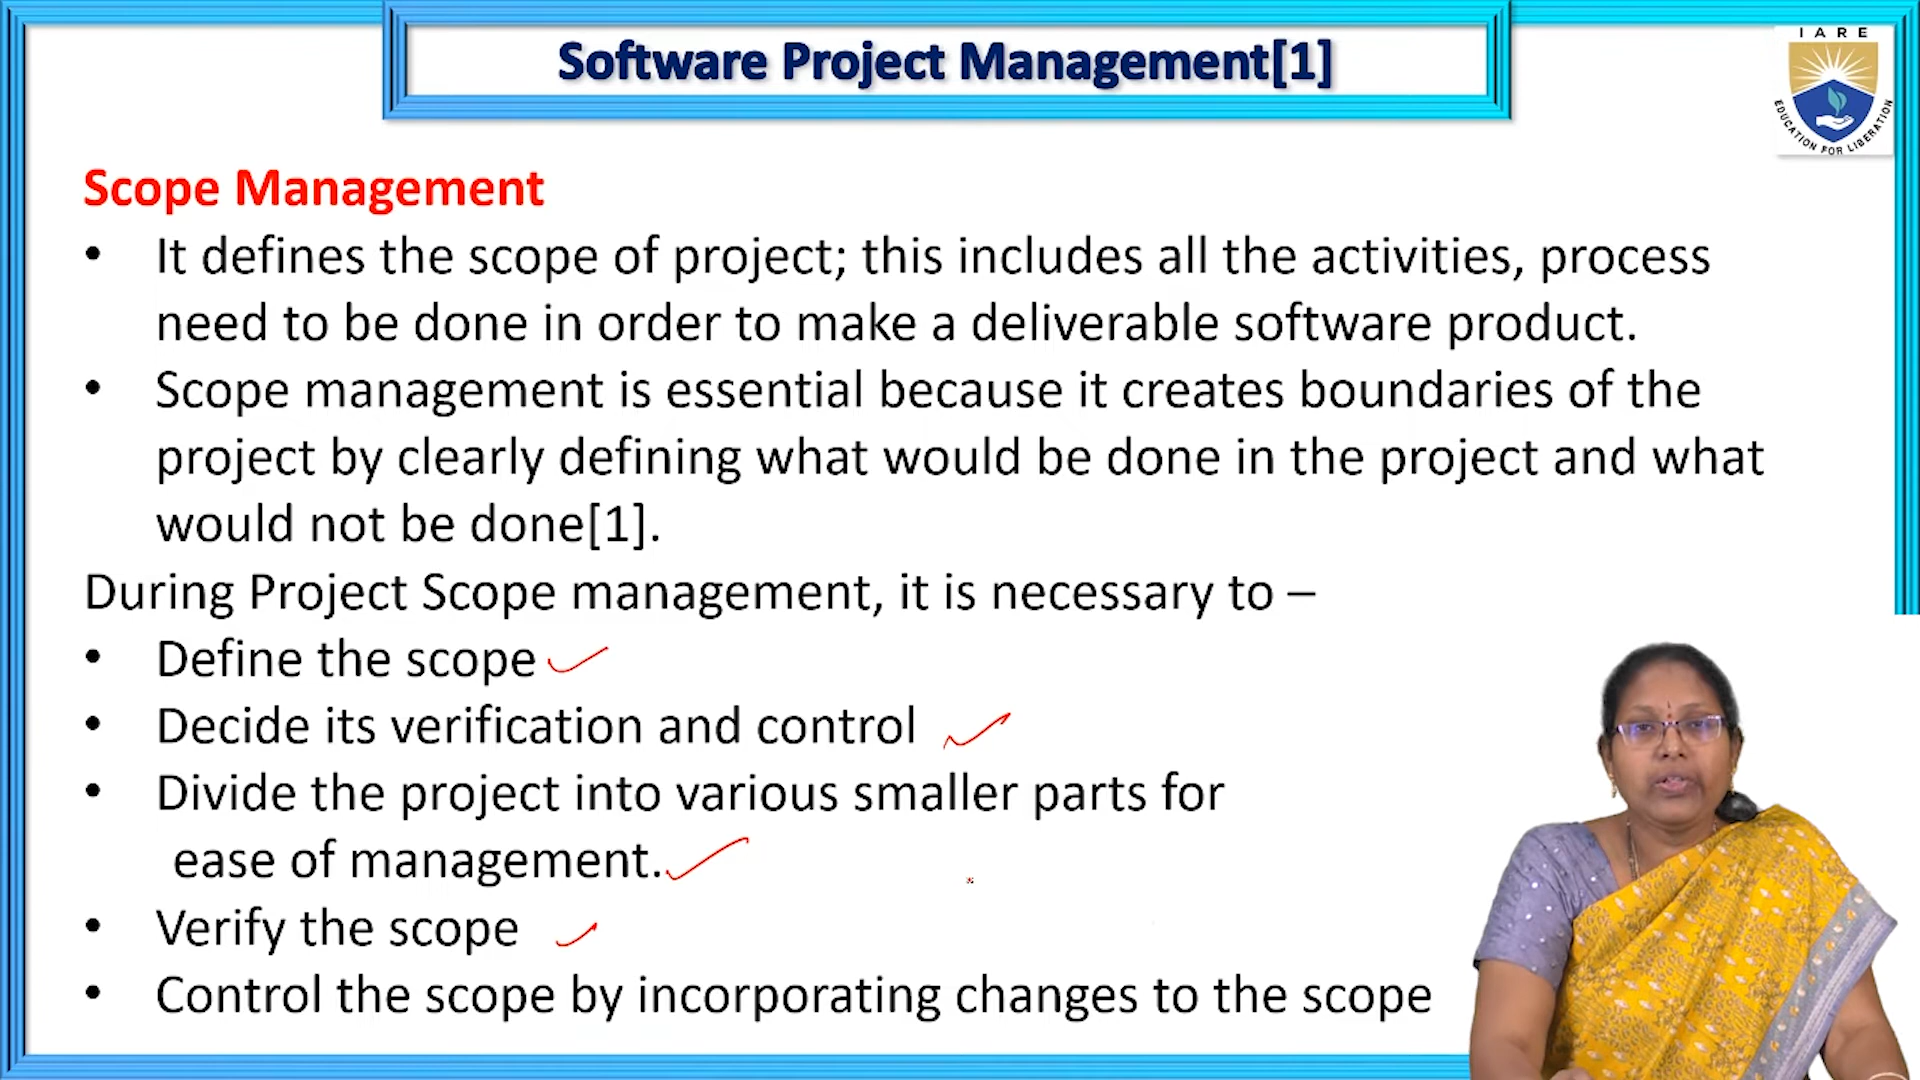 Software Project Management[1]
IARE
EDUCATION FOR LIBERATION
Scope Management
• It defines the scope of project; this includes all the activities, process
need to be done in order to make a deliverable software product.
• Scope management is essential because it creates boundaries of the
project by clearly defining what would be done in the project and what
would not be done[1].
During Project Scope management, it is necessary to –
• Define the scope
• Decide its verification and control
• Divide the project into various smaller parts for
ease of management.
• Verify the scope
• Control the scope by incorporating changes to the scope